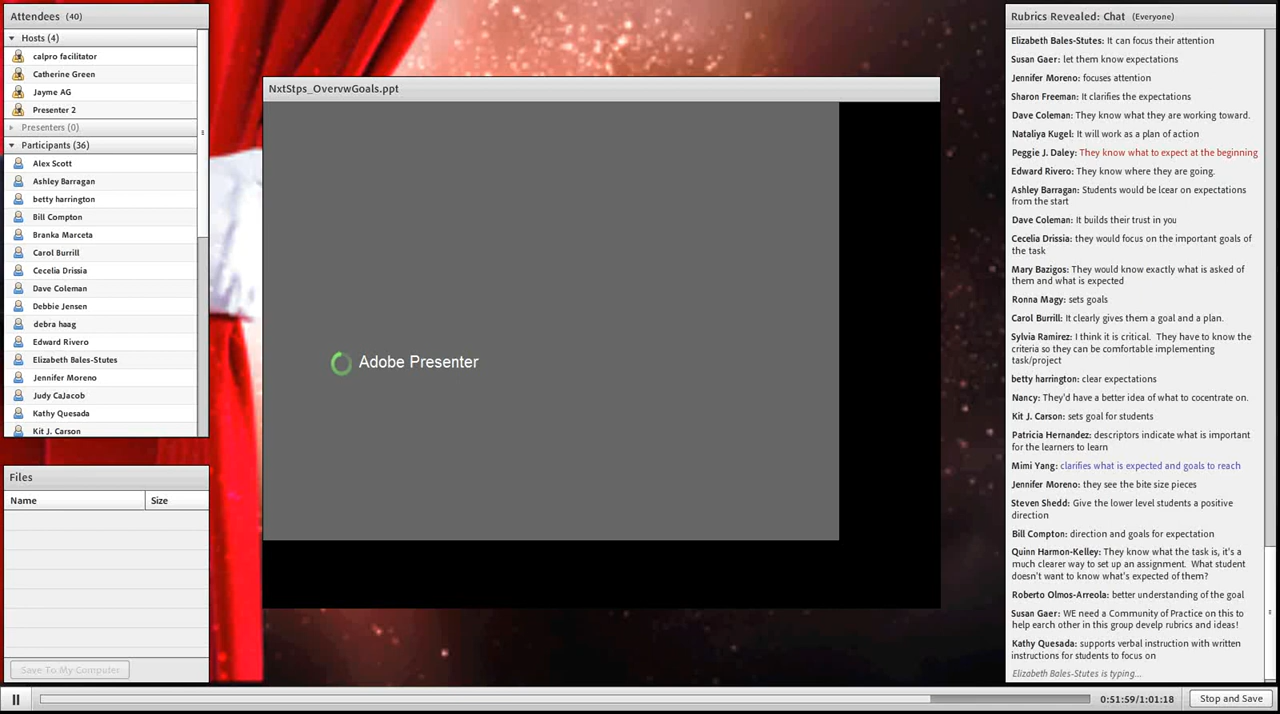 Attendees (40)
Hosts (4)
calpro facilitator
Catherine Green
Jayme AG
Presenter 2
Presenters (0)
Participants (36)
Alex Scott
Ashley Barragan
betty harrington
Bill Compton
Branka Marceta
Carol Burrill
Cecelia Drissia
Dave Coleman
Debbie Jensen
debra haag
Edward Rivero
Elizabeth Bales-Stutes
Jennifer Moreno
Judy CaJacob
Kathy Quesada
Kit J. Carson
Files
Name Size
Save To My Computer
NxtStps_OvervwGoals.ppt
Adobe Presenter
Rubrics Revealed: Chat (Everyone)
Elizabeth Bales-Stutes: It can focus their attention
Susan Gaer: let them know expectations
Jennifer Moreno: focuses attention
Sharon Freeman: It clarifies the expectations
Dave Coleman: They know what they are working toward.
Nataliya Kugel: It will work as a plan of action
Peggie J. Daley: They know what to expect at the beginning
Edward Rivero: They know where they are going.
Ashley Barragan: Students would be lcear on expectations
from the start
Dave Coleman: It builds their trust in you
Cecelia Drissia: they would focus on the important goals of
the task
Mary Bazigos: They would know exactly what is asked of
them and what is expected
Ronna Magy: sets goals
Carol Burrill: It clearly gives them a goal and a plan.
Sylvia Ramirez: I think it is critical.  They have to know the
criteria so they can be comfortable implementing
task/project
betty harrington: clear expectations
Nancy: They'd have a better idea of what to cocentrate on.
Kit J. Carson: sets goal for students
Patricia Hernandez: descriptors indicate what is important
for the learners to learn
Mimi Yang: clarifies what is expected and goals to reach
Jennifer Moreno: they see the bite size pieces
Steven Shedd: Give the lower level students a positive
direction
Bill Compton: direction and goals for expectation
Quinn Harmon-Kelley: They know what the task is, it's a
much clearer way to set up an assignment.  What student
doesn't want to know what's expected of them?
Roberto Olmos-Arreola: better understanding of the goal
Susan Gaer: WE need a Community of Practice on this to
help earch other in this group develp rubrics and ideas!
Kathy Quesada: supports verbal instruction with written
instructions for students to focus on
Elizabeth Bales-Stutes is typing...
0:51:59/1:01:18
Stop and Save